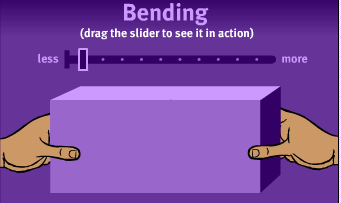 Bending
(drag the slider to see it in action)
less more